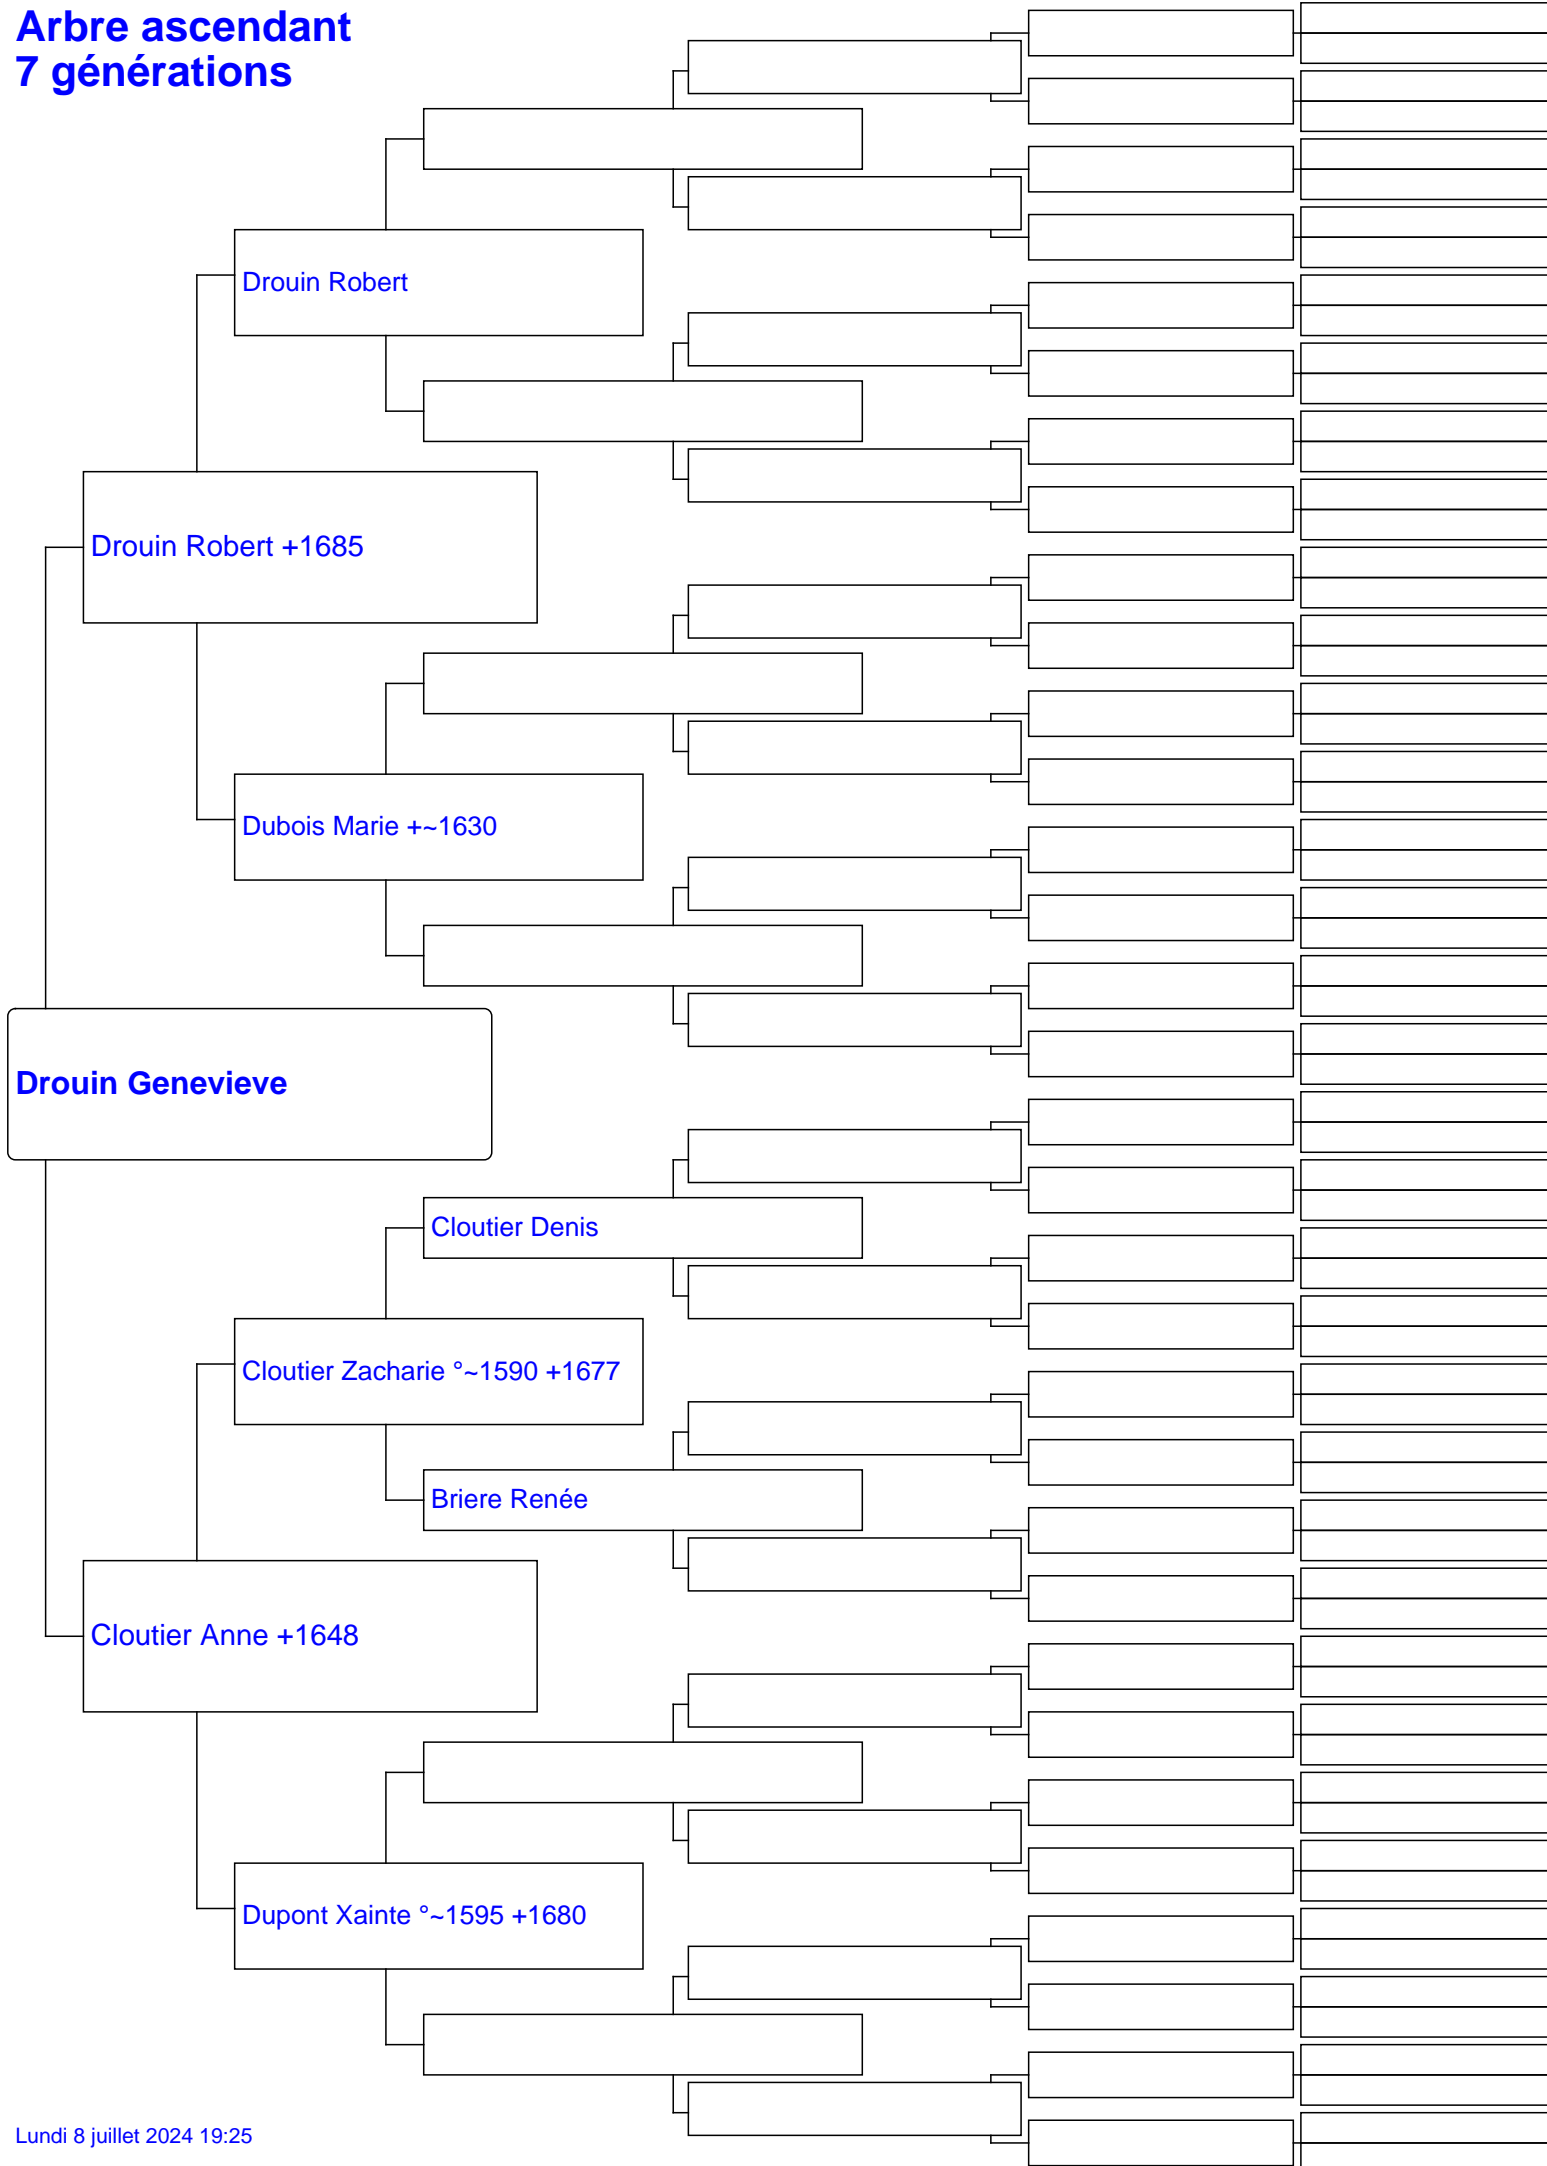 Arbre ascendant
7 générations
Drouin Robert
Drouin Robert +1685
Dubois Marie +~1630
Drouin Genevieve
Cloutier Denis
Cloutier Zacharie °~1590 +1677
Briere Renée
Cloutier Anne +1648
Dupont Xainte °~1595 +1680
Lundi 8 juillet 2024 19:25